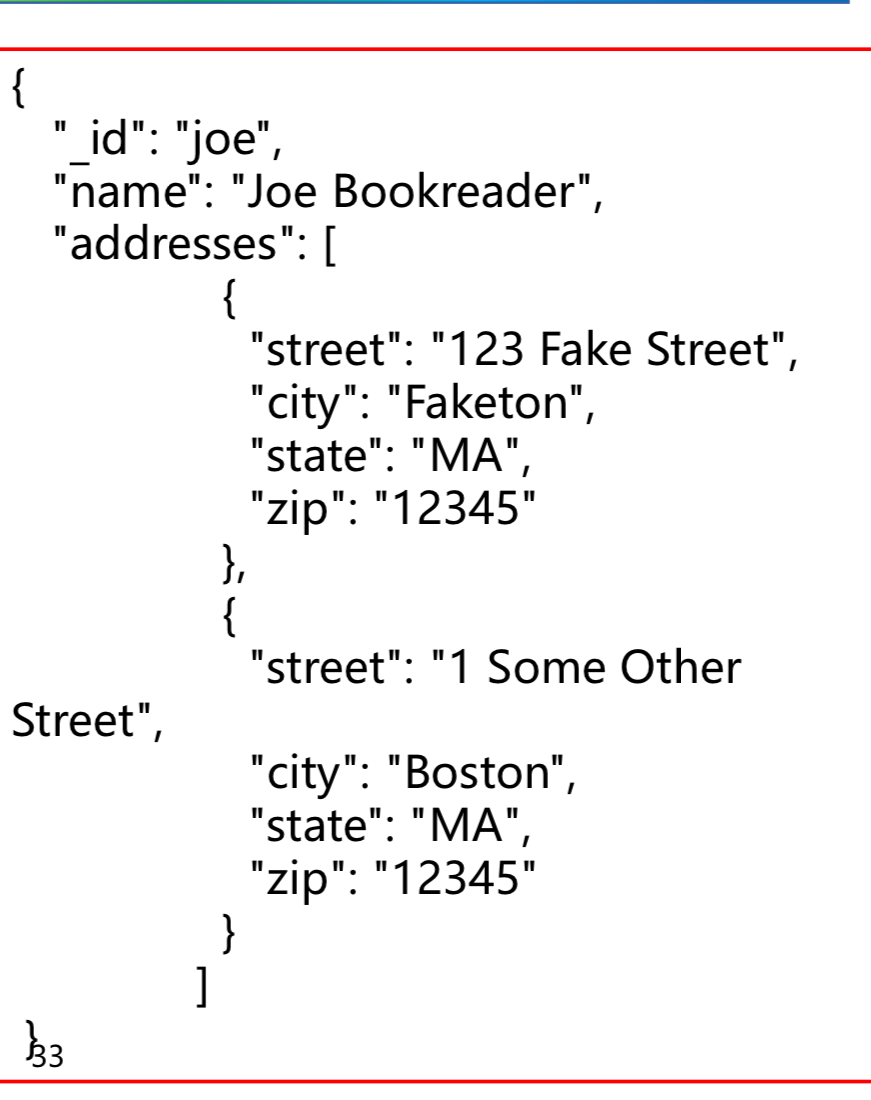 {
"_id": "joe",
"name": "Joe Bookreader",
"addresses": [
{
"street": "123 Fake Street",
"city": "Faketon",
"state": "MA",
"zip": "12345"
},
{
"street": "1 Some Other
Street",
"city": "Boston",
"state": "MA",
"zip": "12345"
}
]
}
33